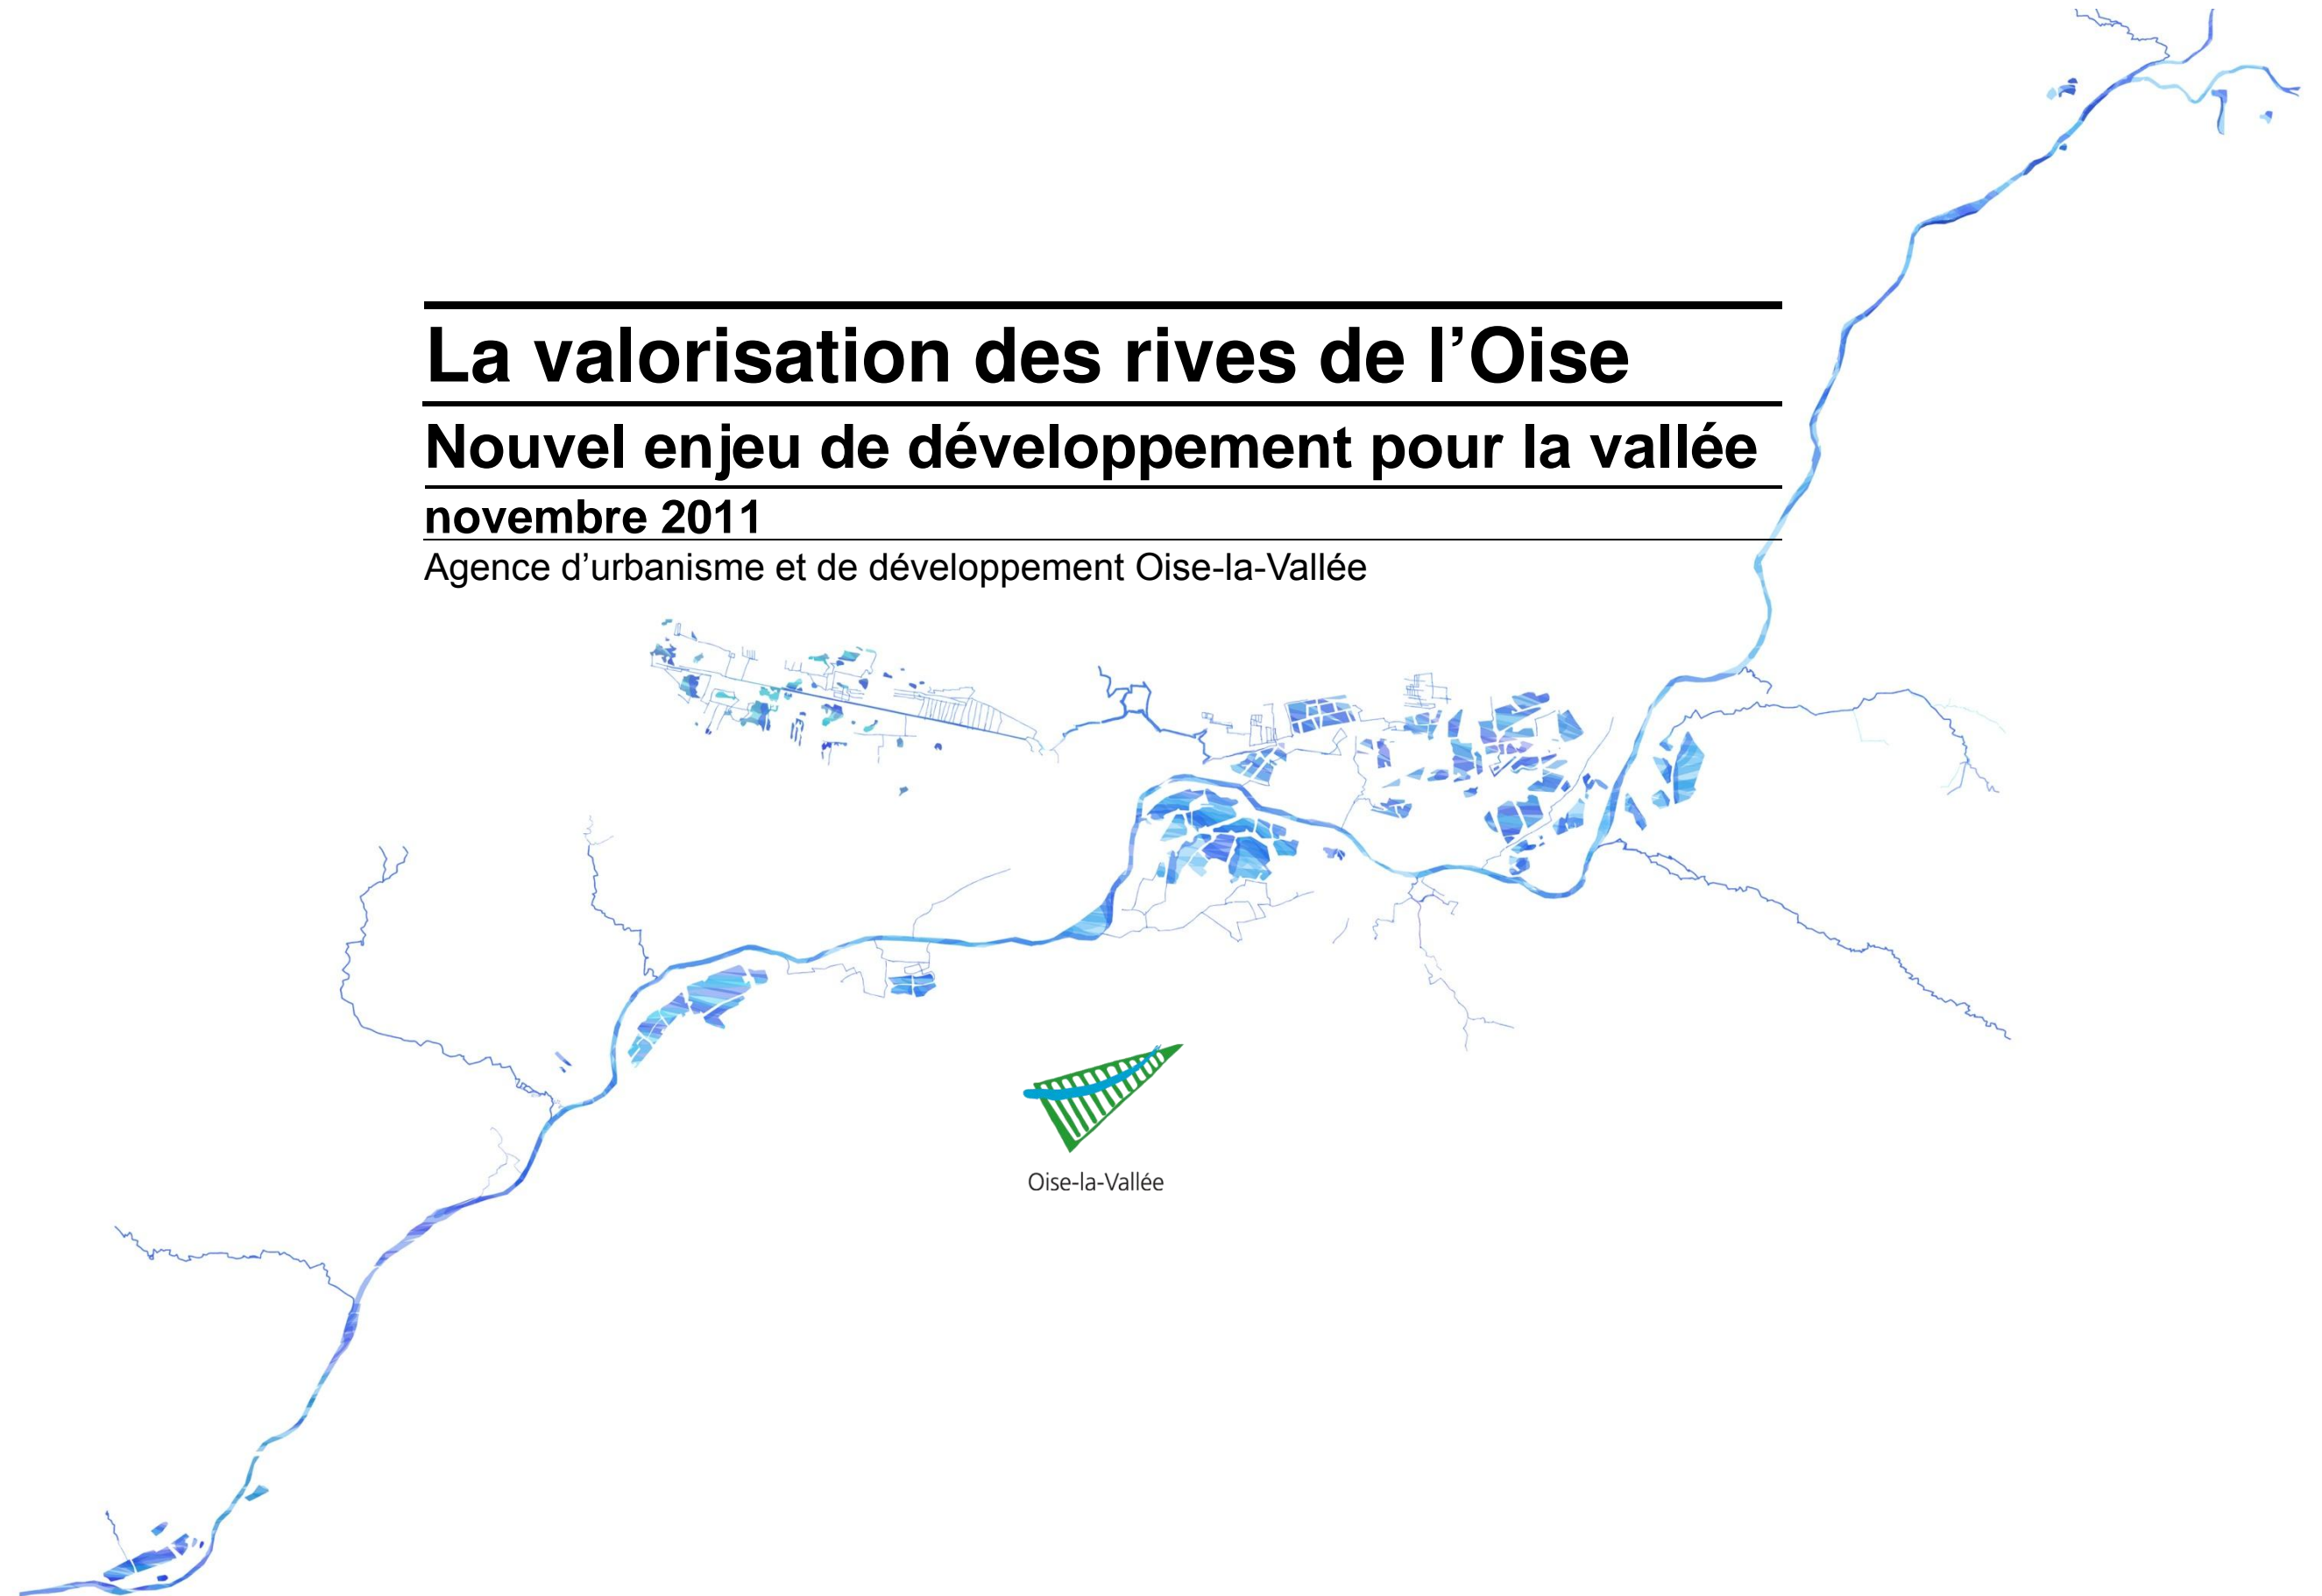 La valorisation des rives de l’Oise
Nouvel enjeu de développement pour la vallée
novembre 2011
Agence d’urbanisme et de développement Oise-la-Vallée
Oise-la-Vallée